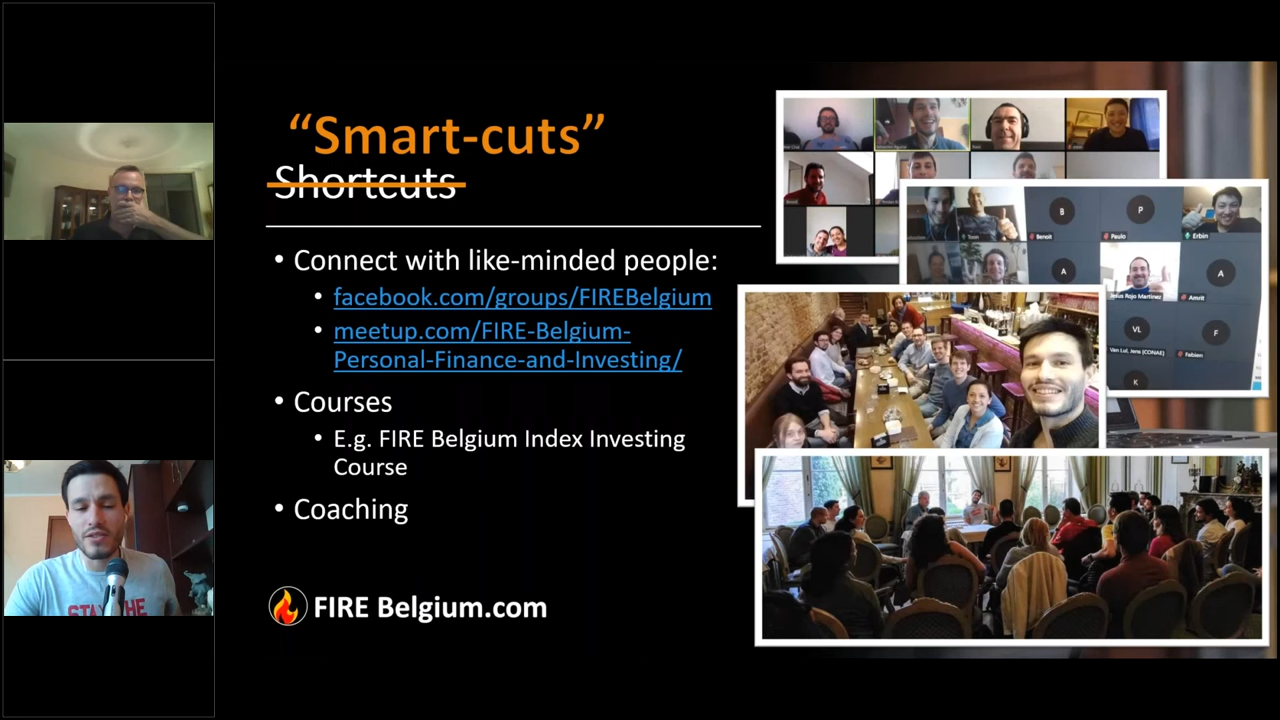 “Smart-cuts”
Shortcuts
• Connect with like-minded people:
• facebook.com/groups/FIREBelgium
• meetup.com/FIRE-Belgium-
Personal-Finance-and-Investing/
• Courses
• E.g. FIRE Belgium Index Investing
Course
• Coaching
FIRE Belgium.com
B
Benoit
P
Paulo
Erbin
A
Jesus Rojo Martinez
A
Amrit
VL
Van Lul, Jens (CONAE)
F
Fabien
K